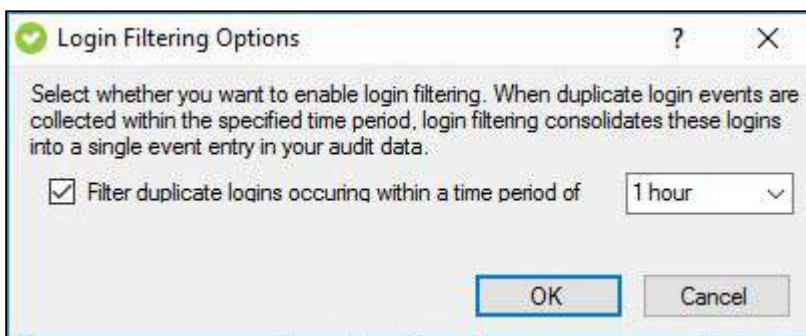 Login Filtering Options ? X
Select whether you want to enable login filtering. When duplicate login events are
collected within the specified time period, login filtering consolidates these logins
into a single event entry in your audit data.
Filter duplicate logins occuring within a time period of 1 hour
OK Cancel